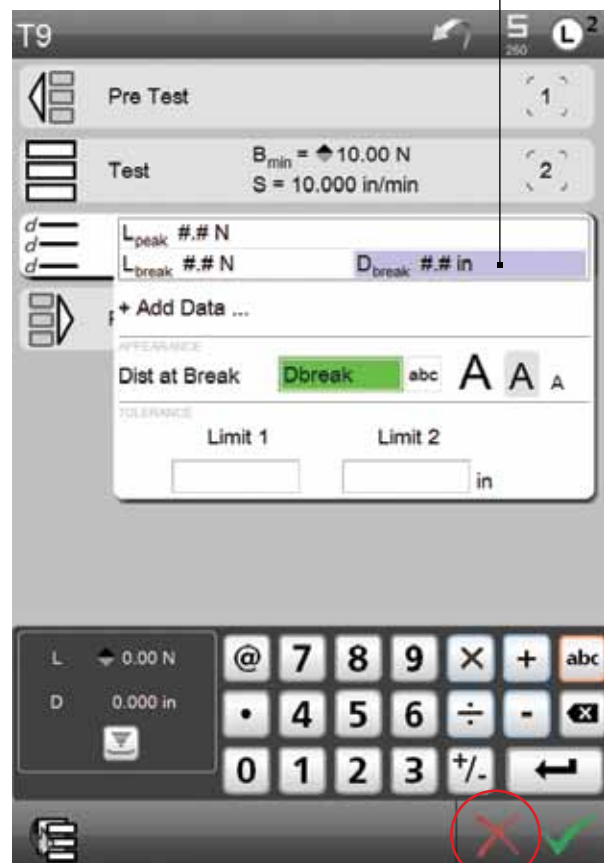 T9
S
250
L 2
Pre Test
1
Test
Bmin = 10.00 N
S = 10.000 in/min
2
d
d
d
Lpeak #.# N
Lbreak #.# N Dbreak #.# in
+ Add Data ...
APPEARANCE
Dist at Break Dbreak abc A A A
TOLERANCE
Limit 1 Limit 2
in
L 0.00 N
D 0.000 in
@ 7 8 9 × + abc
• 4 5 6 ÷ -
0 1 2 3 +/-